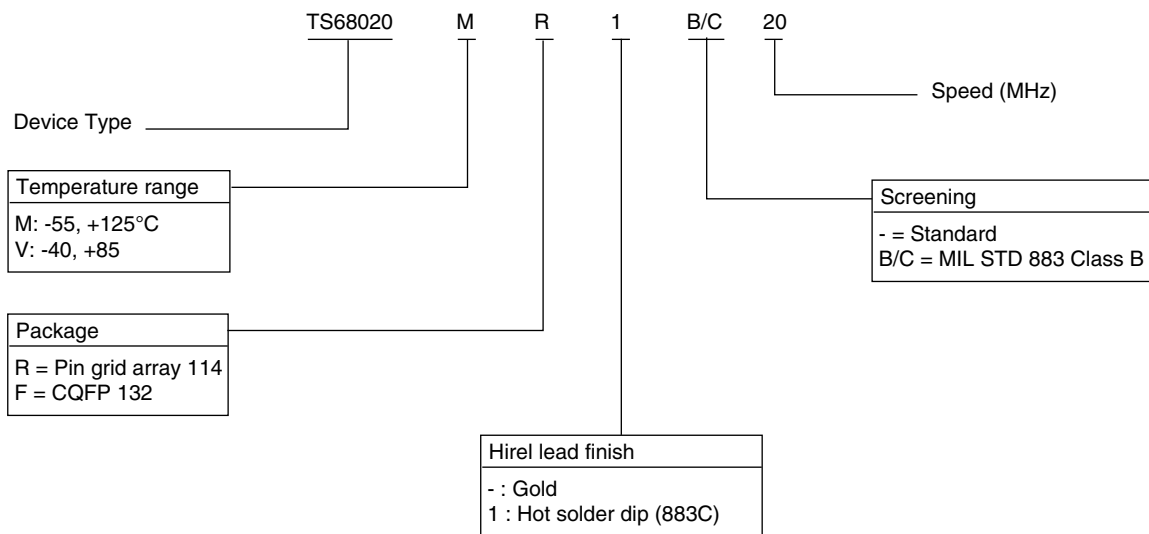 TS68020 M R 1 B/C 20
Speed (MHz)
Device Type
Temperature range
M: -55, +125°C
V: -40, +85
Screening
- = Standard
B/C = MIL STD 883 Class B
Package
R = Pin grid array 114
F = CQFP 132
Hirel lead finish
- : Gold
1 : Hot solder dip (883C)